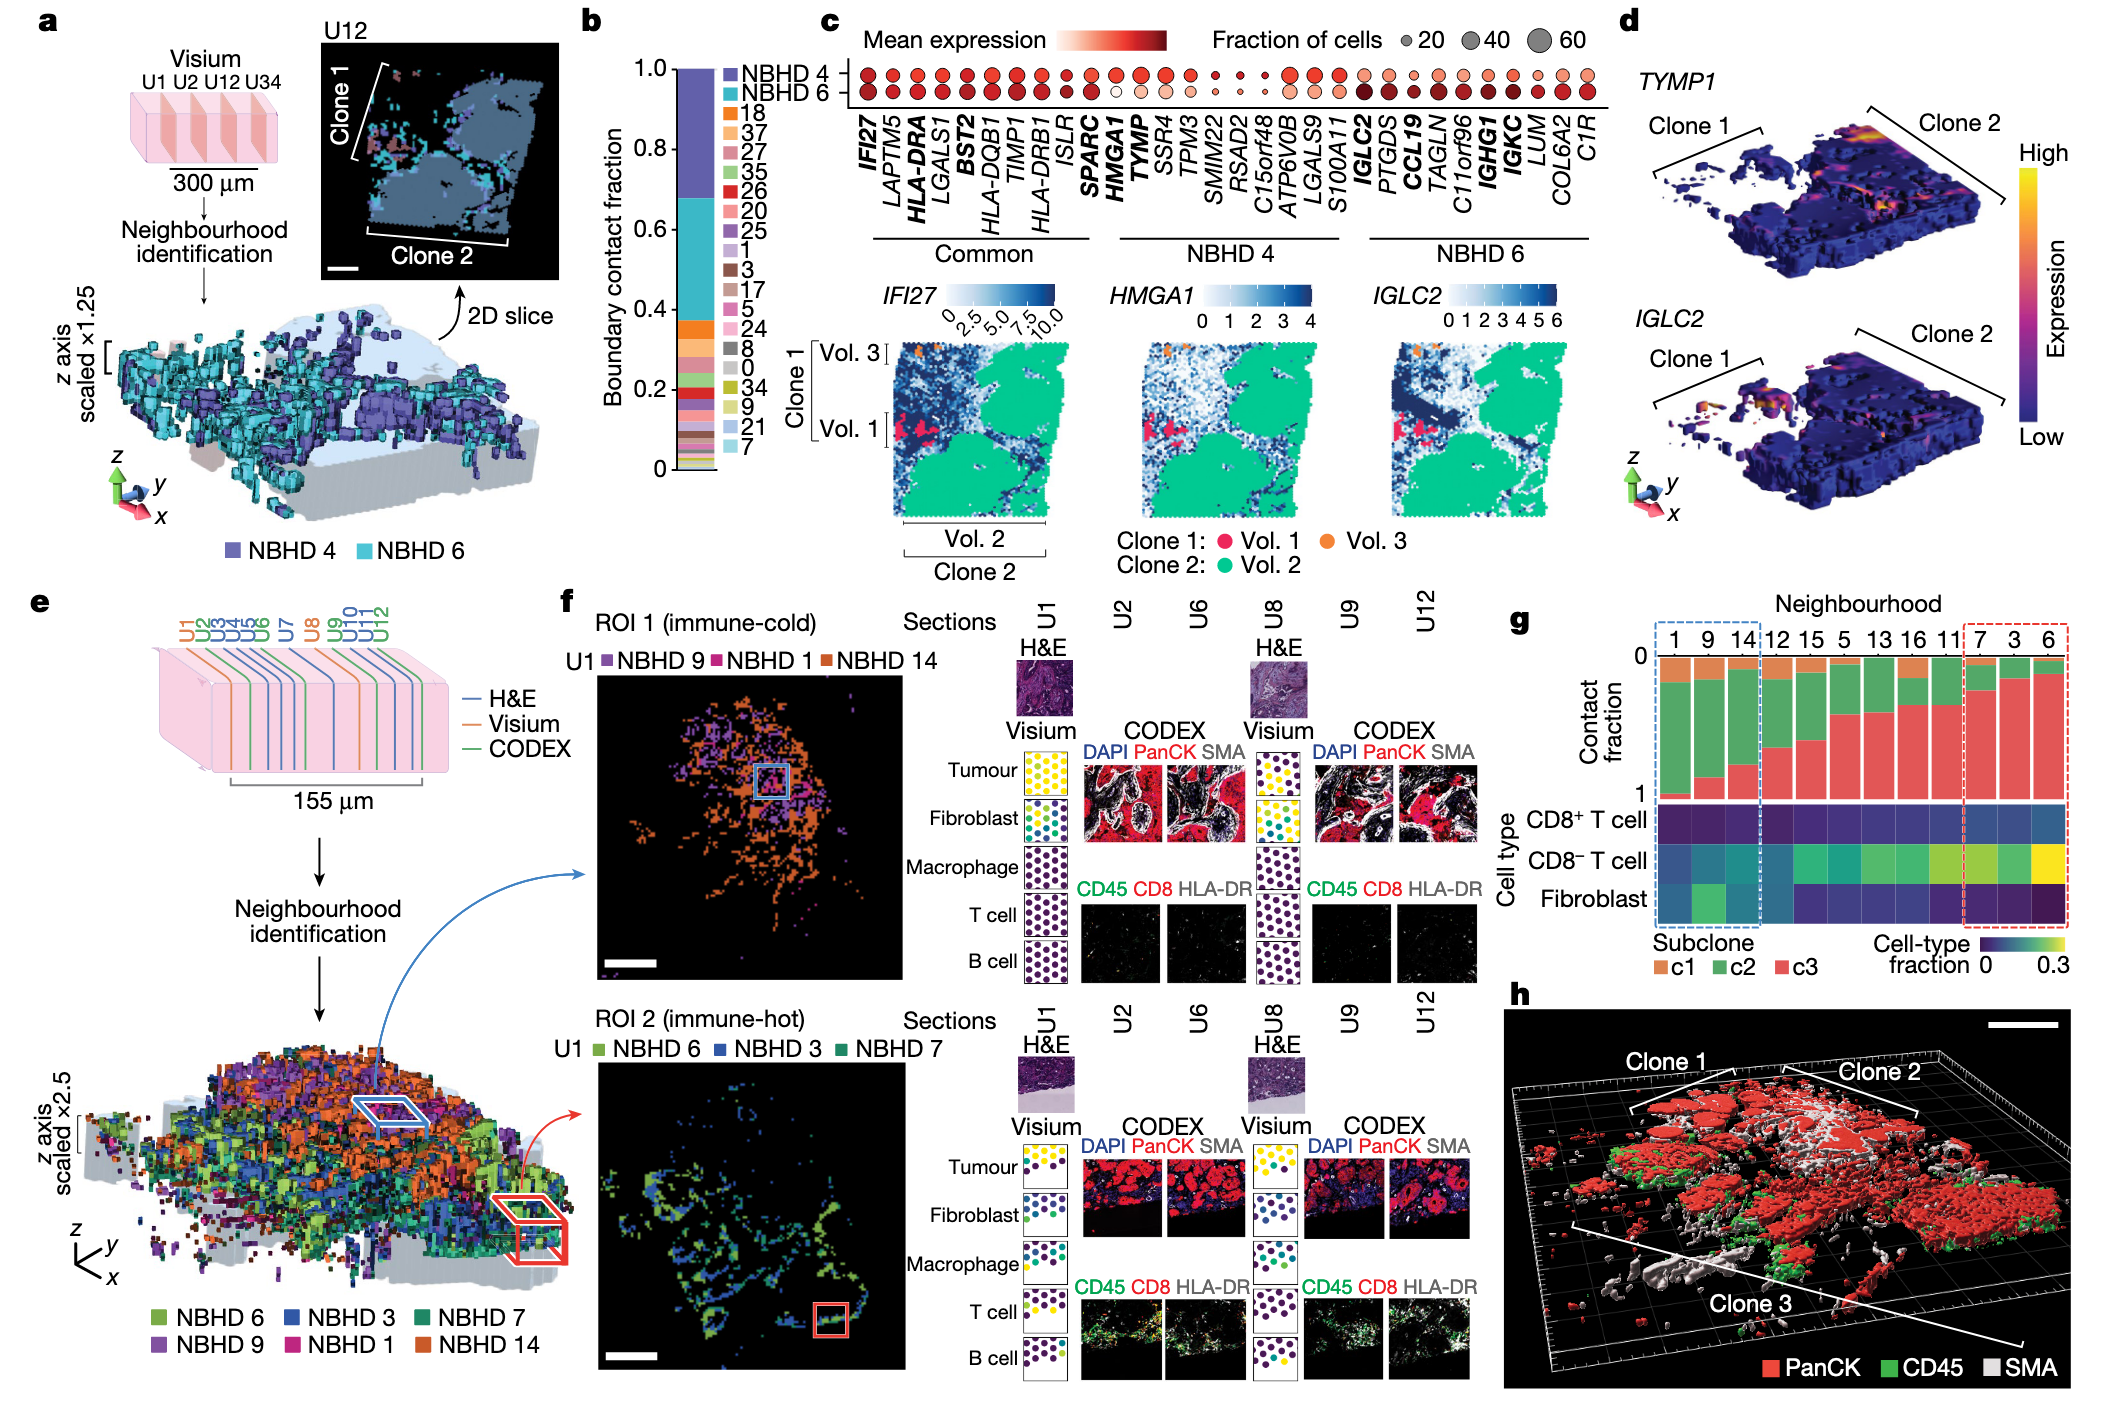 a
Visium
U1 U2 U12 U34
300 µm
Neighbourhood
identification
U12
Clone 1
Clone 2
2D slice
z axis
scaled ×1.25
z
y
x
NBHD 4
NBHD 6
b
Boundary contact fraction
1.0
0.8
0.6
0.4
0.2
0
NBHD 4
NBHD 6
18
37
27
35
26
20
25
1
3
17
5
24
8
0
34
9
21
7
c
Mean expression
Fraction of cells 20 40 60
NBHD 4
NBHD 6
IFI27
LAPTM5
HLA-DRA
LGALS1
BST2
HLA-DQB1
TIMP1
HLA-DRB1
ISLR
SPARC
HMGA1
TYMP
SSR4
TPM3
SMIM22
RSAD2
C15orf48
ATP6V0B
LGALS9
S100A11
IGLC2
PTGDS
CCL19
TAGLN
C11orf96
IGHG1
IGKC
LUM
COL6A2
C1R
Common
NBHD 4
NBHD 6
IFI27
0 2.5 5.0 7.5 10.0
HMGA1
0 1 2 3 4
IGLC2
0 1 2 3 4 5 6
Clone 1
Vol. 3
Vol. 1
Vol. 2
Clone 2
Clone 1: Vol. 1 Vol. 3
Clone 2: Vol. 2
d
TYMP1
Clone 1
Clone 2
IGLC2
Clone 1
Clone 2
High
Expression
Low
z
y
x
e
U1
U2
U3
U4
U5
U6
U7
U8
U9
U10
U11
U12
H&E
Visium
CODEX
155 µm
Neighbourhood
identification
z axis
scaled ×2.5
z
y
x
NBHD 6 NBHD 3 NBHD 7
NBHD 9 NBHD 1 NBHD 14
f
ROI 1 (immune-cold)
U1 NBHD 9 NBHD 1 NBHD 14
Sections
U1
U2
U6
U8
U9
U12
H&E
H&E
Visium
CODEX
Visium
CODEX
DAPI PanCK SMA
DAPI PanCK SMA
Tumour
Fibroblast
Macrophage
T cell
B cell
CD45 CD8 HLA-DR
CD45 CD8 HLA-DR
ROI 2 (immune-hot)
U1 NBHD 6 NBHD 3 NBHD 7
Sections
U1
U2
U6
U8
U9
U12
H&E
H&E
Visium
CODEX
Visium
CODEX
DAPI PanCK SMA
DAPI PanCK SMA
Tumour
Fibroblast
Macrophage
T cell
B cell
CD45 CD8 HLA-DR
CD45 CD8 HLA-DR
g
Neighbourhood
1 9 14 12 15 5 13 16 11 7 3 6
Contact
fraction
0
1
Cell type
CD8+ T cell
CD8− T cell
Fibroblast
Subclone
c1 c2 c3
Cell-type
fraction
0 0.3
h
Clone 1
Clone 2
Clone 3
PanCK CD45 SMA